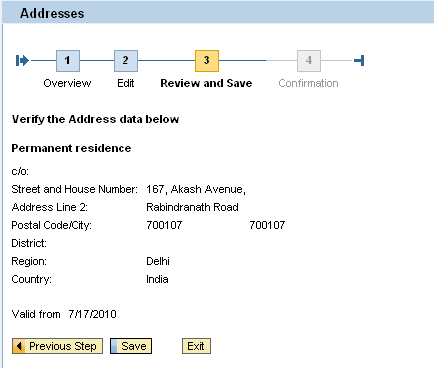 Addresses
1 2 3 4
Overview Edit Review and Save Confirmation
Verify the Address data below
Permanent residence
c/o:
Street and House Number: 167, Akash Avenue,
Address Line 2: Rabindranath Road
Postal Code/City: 700107 700107
District:
Region: Delhi
Country: India
Valid from 7/17/2010
Previous Step Save Exit